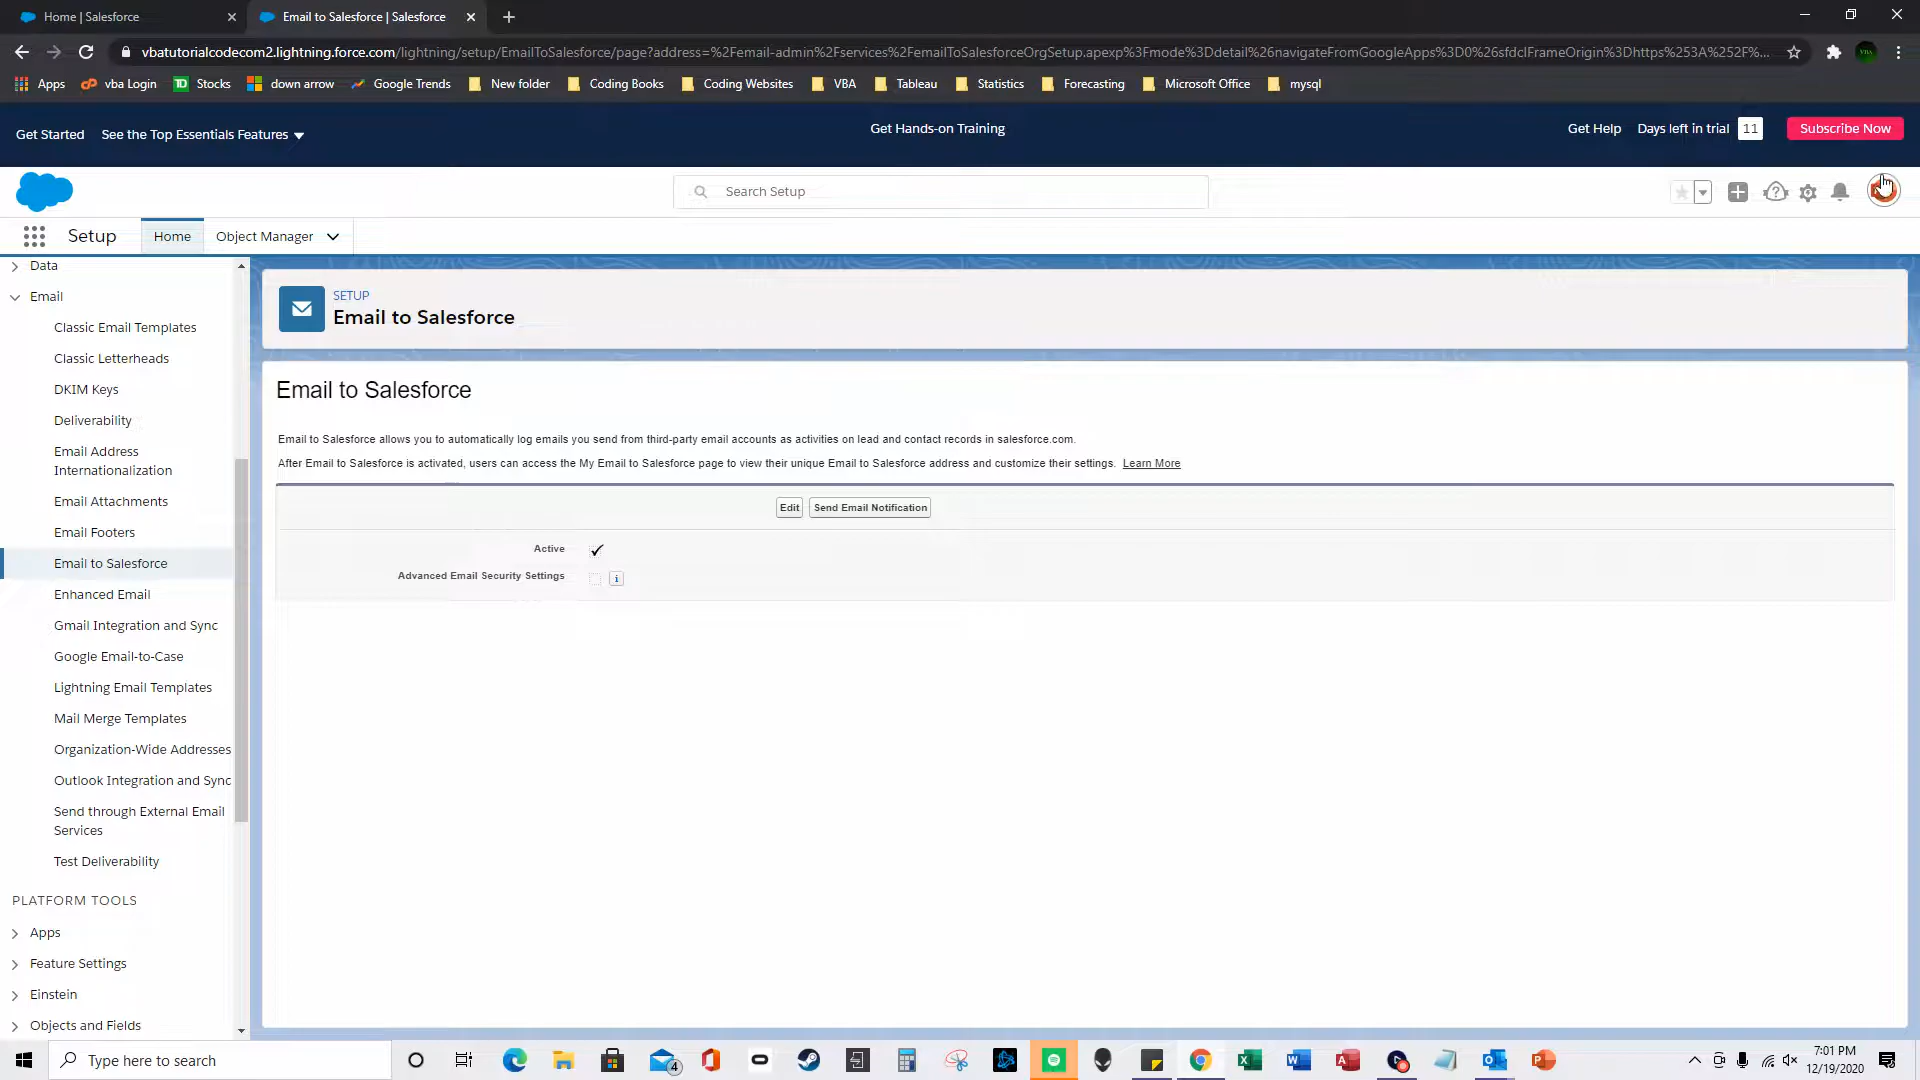 Home | Salesforce
Email to Salesforce | Salesforce
vbatutorialcodecom2.lightning.force.com/lightning/setup/EmailToSalesforce/page?address=%2Femail-admin%2Fservices%2FemailToSalesforceOrgSetup.apexp%3Fmode%3Ddetail%26navigateFromGoogleApps%3D0%26sfdcIFrameOrigin%3Dhttps%253A%252F%...
Apps
vba Login
TD
Stocks
down arrow
Google Trends
New folder
Coding Books
Coding Websites
VBA
Tableau
Statistics
Forecasting
Microsoft Office
mysql
Get Started
See the Top Essentials Features
Get Hands-on Training
Get Help
Days left in trial
11
Subscribe Now
Search Setup
Setup
Home
Object Manager
Data
Email
Classic Email Templates
Classic Letterheads
DKIM Keys
Deliverability
Email Address
Internationalization
Email Attachments
Email Footers
Email to Salesforce
Enhanced Email
Gmail Integration and Sync
Google Email-to-Case
Lightning Email Templates
Mail Merge Templates
Organization-Wide Addresses
Outlook Integration and Sync
Send through External Email
Services
Test Deliverability
PLATFORM TOOLS
Apps
Feature Settings
Einstein
Objects and Fields
SETUP
Email to Salesforce
Email to Salesforce
Email to Salesforce allows you to automatically log emails you send from third-party email accounts as activities on lead and contact records in salesforce.com.
After Email to Salesforce is activated, users can access the My Email to Salesforce page to view their unique Email to Salesforce address and customize their settings. Learn More
Edit
Send Email Notification
Active
Advanced Email Security Settings
i
Type here to search
4
7:01 PM
12/19/2020